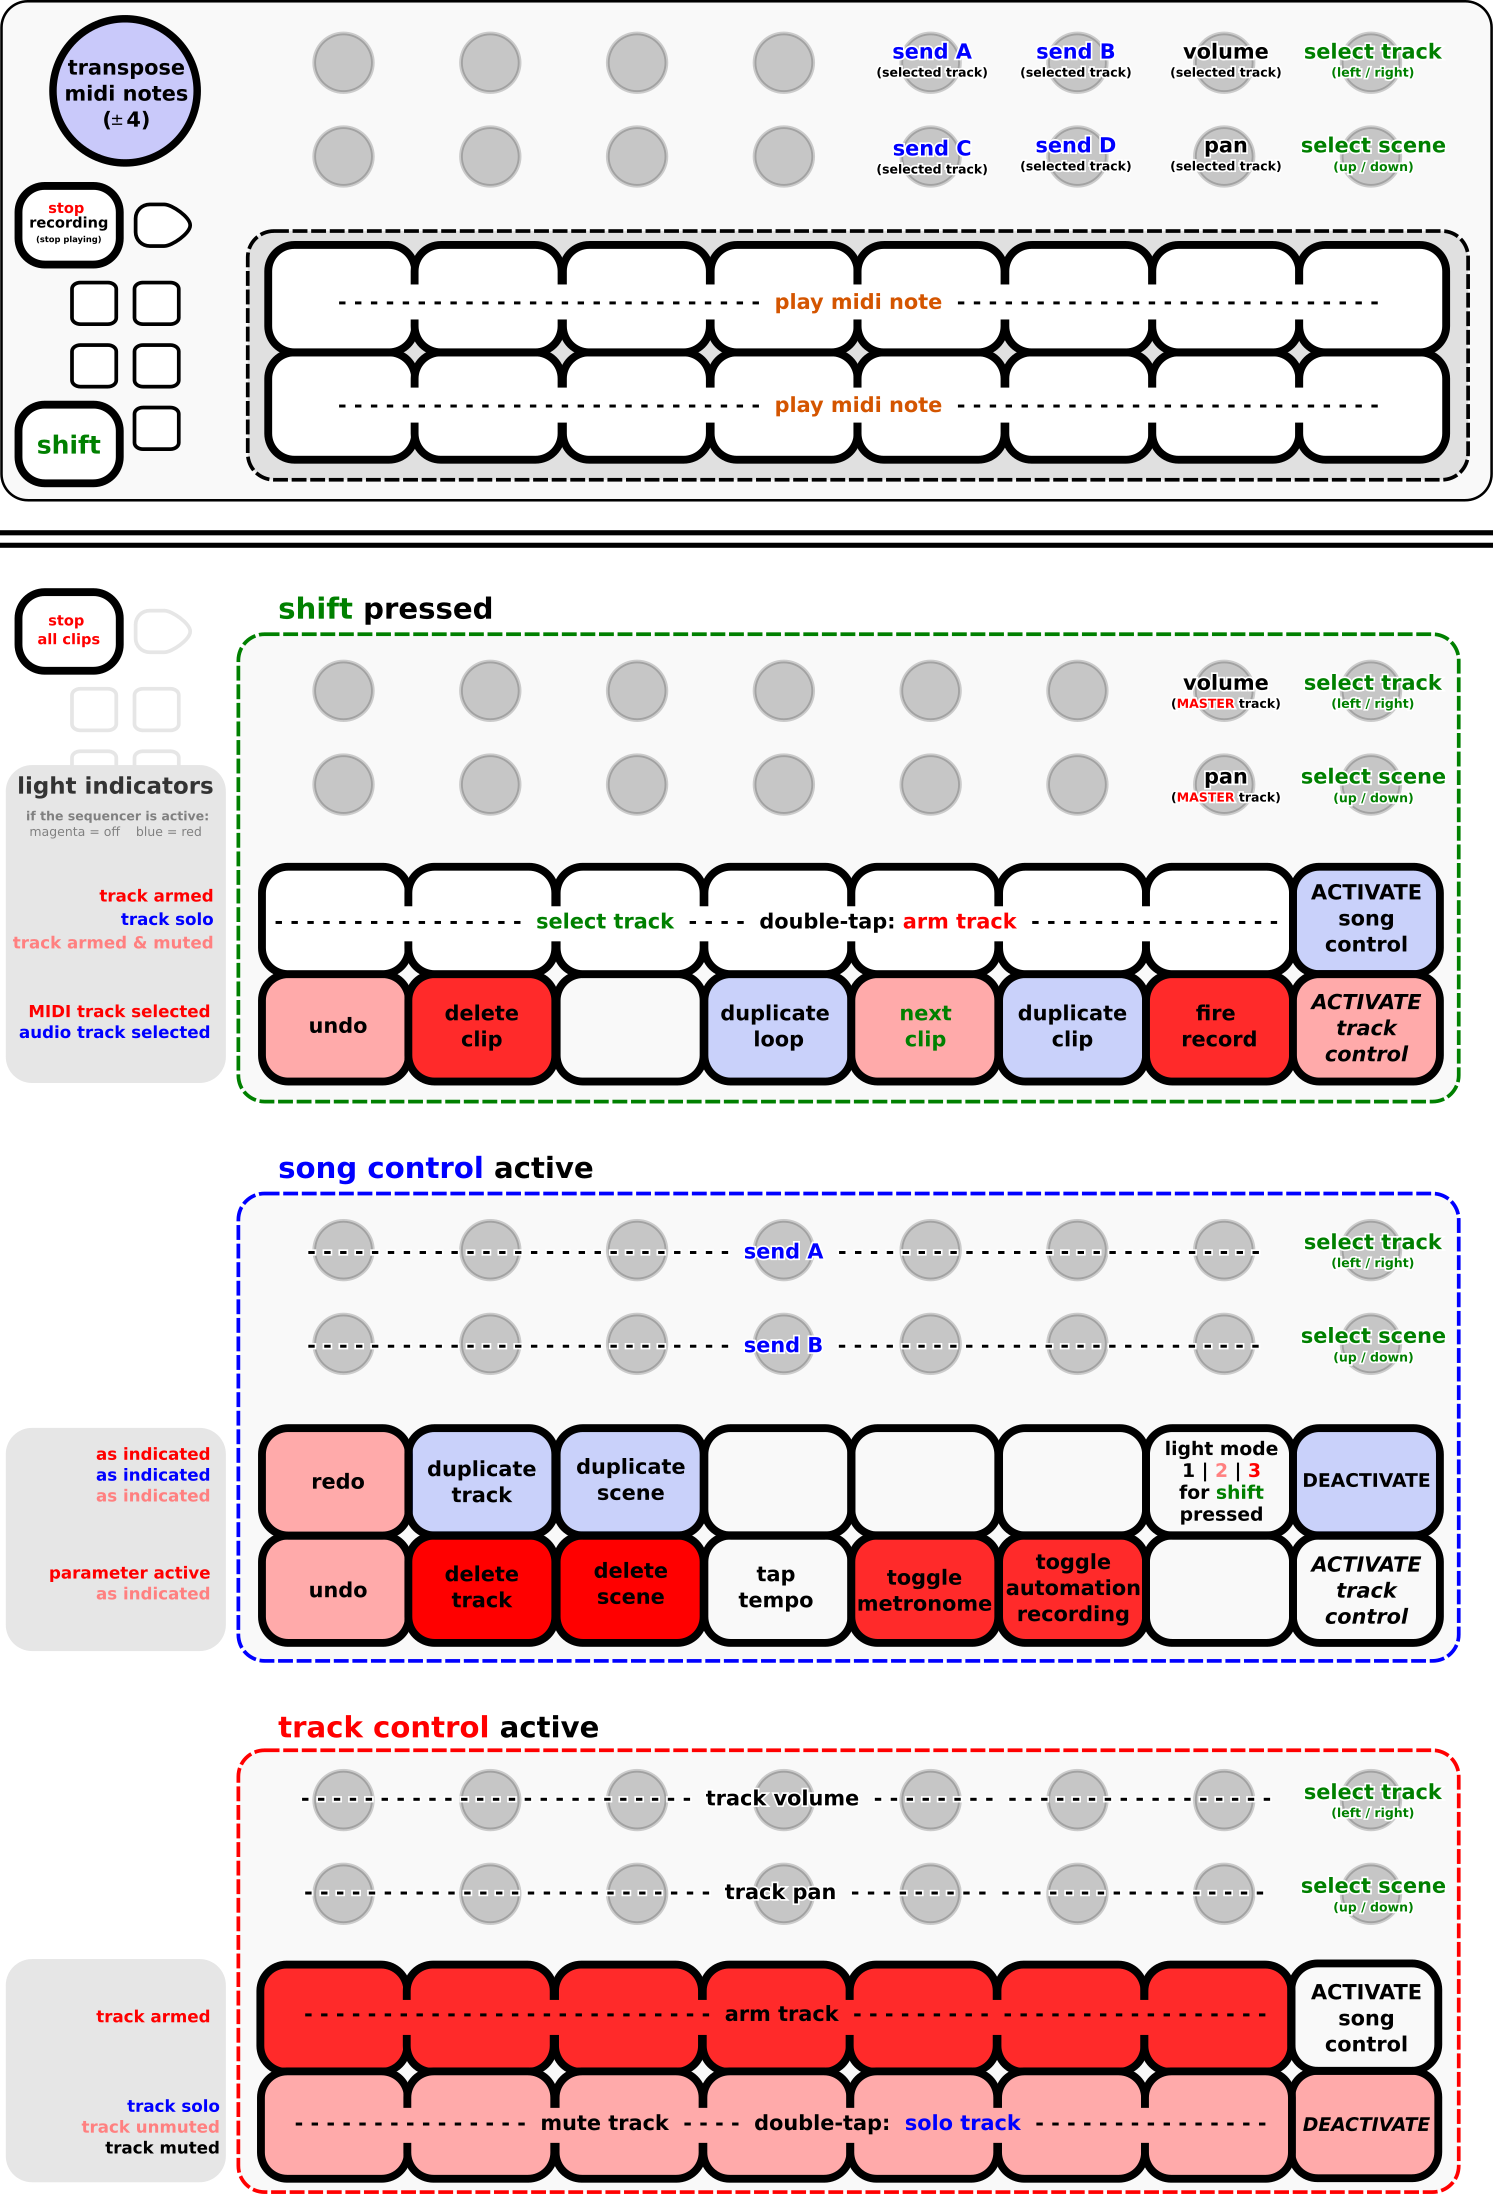 transpose
midi notes
(±4)
send A
(selected track)
send B
(selected track)
volume
(selected track)
select track
(left / right)
send C
(selected track)
send D
(selected track)
pan
(selected track)
select scene
(up / down)
stop
recording
(stop playing)
play midi note
play midi note
shift
shift pressed
stop
all clips
volume
(MASTER track)
select track
(left / right)
pan
(MASTER track)
select scene
(up / down)
light indicators
if the sequencer is active:
magenta = off blue = red
track armed
track solo
track armed & muted
MIDI track selected
audio track selected
select track double-tap: arm track
ACTIVATE
song
control
undo
delete
clip
duplicate
loop
next
clip
duplicate
clip
fire
record
ACTIVATE
track
control
song control active
send A
select track
(left / right)
send B
select scene
(up / down)
as indicated
as indicated
as indicated
parameter active
as indicated
redo
duplicate
track
duplicate
scene
light mode
1 | 2 | 3
for shift
pressed
DEACTIVATE
undo
delete
track
delete
scene
tap
tempo
toggle
metronome
toggle
automation
recording
ACTIVATE
track
control
track control active
track volume
select track
(left / right)
track pan
select scene
(up / down)
track armed
track solo
track unmuted
track muted
arm track
ACTIVATE
song
control
mute track double-tap: solo track
DEACTIVATE